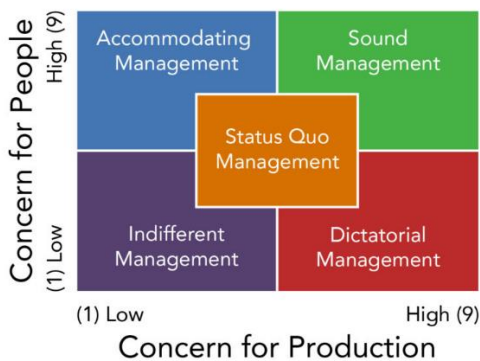 Concern for People
(1) Low
High (9)
Accommodating
Management
Sound
Management
Status Quo
Management
Indifferent
Management
Dictatorial
Management
(1) Low
High (9)
Concern for Production